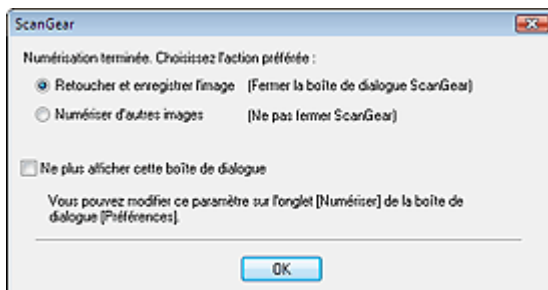 ScanGear
Numérisation terminée. Choisissez l'action préférée :
Retoucher et enregistrer l'image (Fermer la boîte de dialogue ScanGear)
Numériser d'autres images (Ne pas fermer ScanGear)
Ne plus afficher cette boîte de dialogue
Vous pouvez modifier ce paramètre sur l'onglet [Numériser] de la boîte de
dialogue [Préférences].
OK